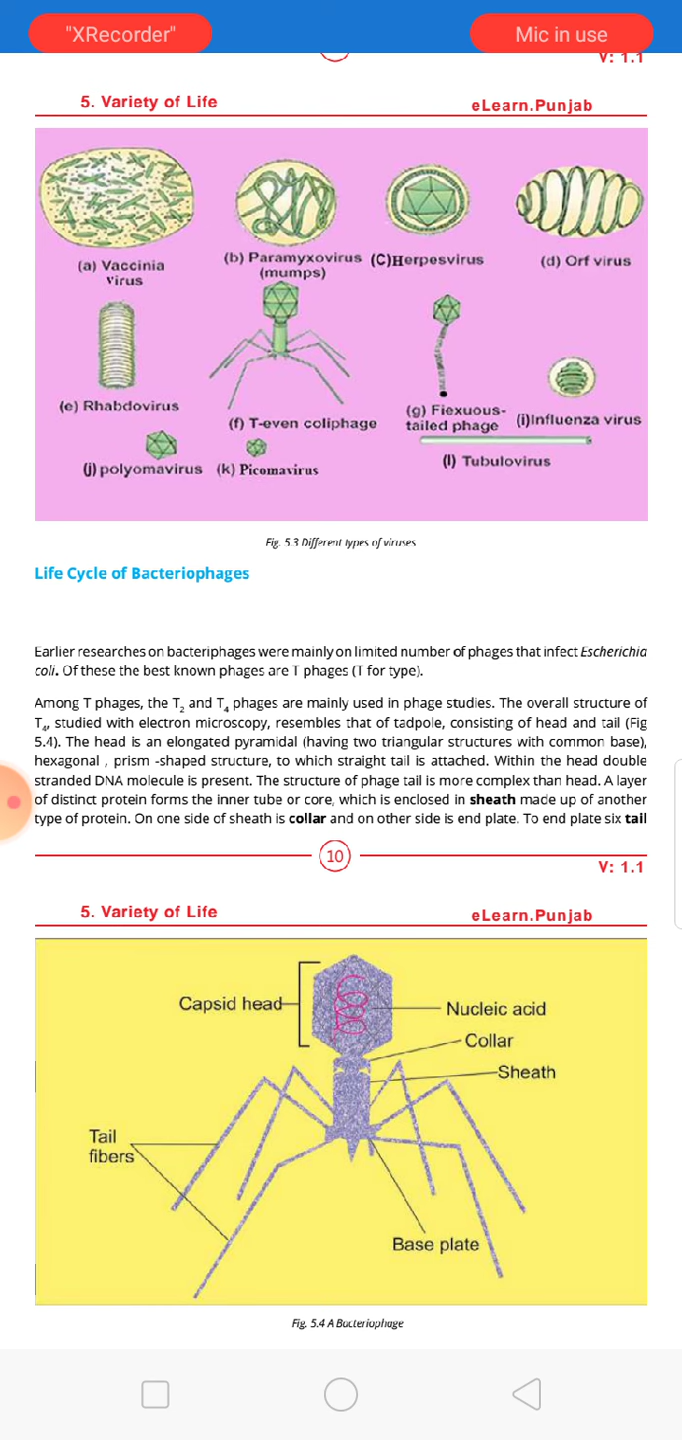 "XRecorder"
Mic in use
V: 1.1
5. Variety of Life
eLearn.Punjab
(a) Vaccinia
Virus
(b) Paramyxovirus
(mumps)
(C)Herpesvirus
(d) Orf virus
(e) Rhabdovirus
(f) T-even coliphage
(g) Fiexuous-
tailed phage
(i)Influenza virus
(j) polyomavirus
(k) Picomavirus
(l) Tubulovirus
Fig. 5.3 Different types of viruses
Life Cycle of Bacteriophages
Earlier researches on bacteriphages were mainly on limited number of phages that infect Escherichia
coli. Of these the best known phages are T phages (T for type).
Among T phages, the T2 and T4 phages are mainly used in phage studies. The overall structure of
T4, studied with electron microscopy, resembles that of tadpole, consisting of head and tail (Fig
5.4). The head is an elongated pyramidal (having two triangular structures with common base),
hexagonal , prism -shaped structure, to which straight tail is attached. Within the head double
stranded DNA molecule is present. The structure of phage tail is more complex than head. A layer
of distinct protein forms the inner tube or core, which is enclosed in sheath made up of another
type of protein. On one side of sheath is collar and on other side is end plate. To end plate six tail
10
V: 1.1
5. Variety of Life
eLearn.Punjab
Capsid head
Nucleic acid
Collar
Sheath
Tail
fibers
Base plate
Fig. 5.4 A Bacteriophage